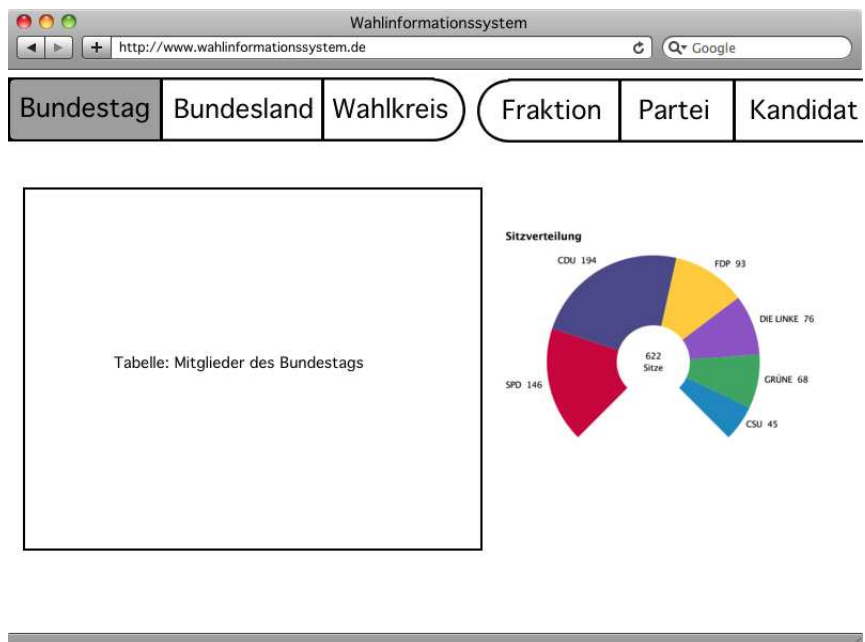 Wahlinformationssystem
http://www.wahlinformationssystem.de
Google
Bundestag Bundesland Wahlkreis Fraktion Partei Kandidat
Tabelle: Mitglieder des Bundestags
Sitzverteilung
CDU 194
FDP 93
DIE LINKE 76
622
Sitze
GRÜNE 68
SPD 146
CSU 45